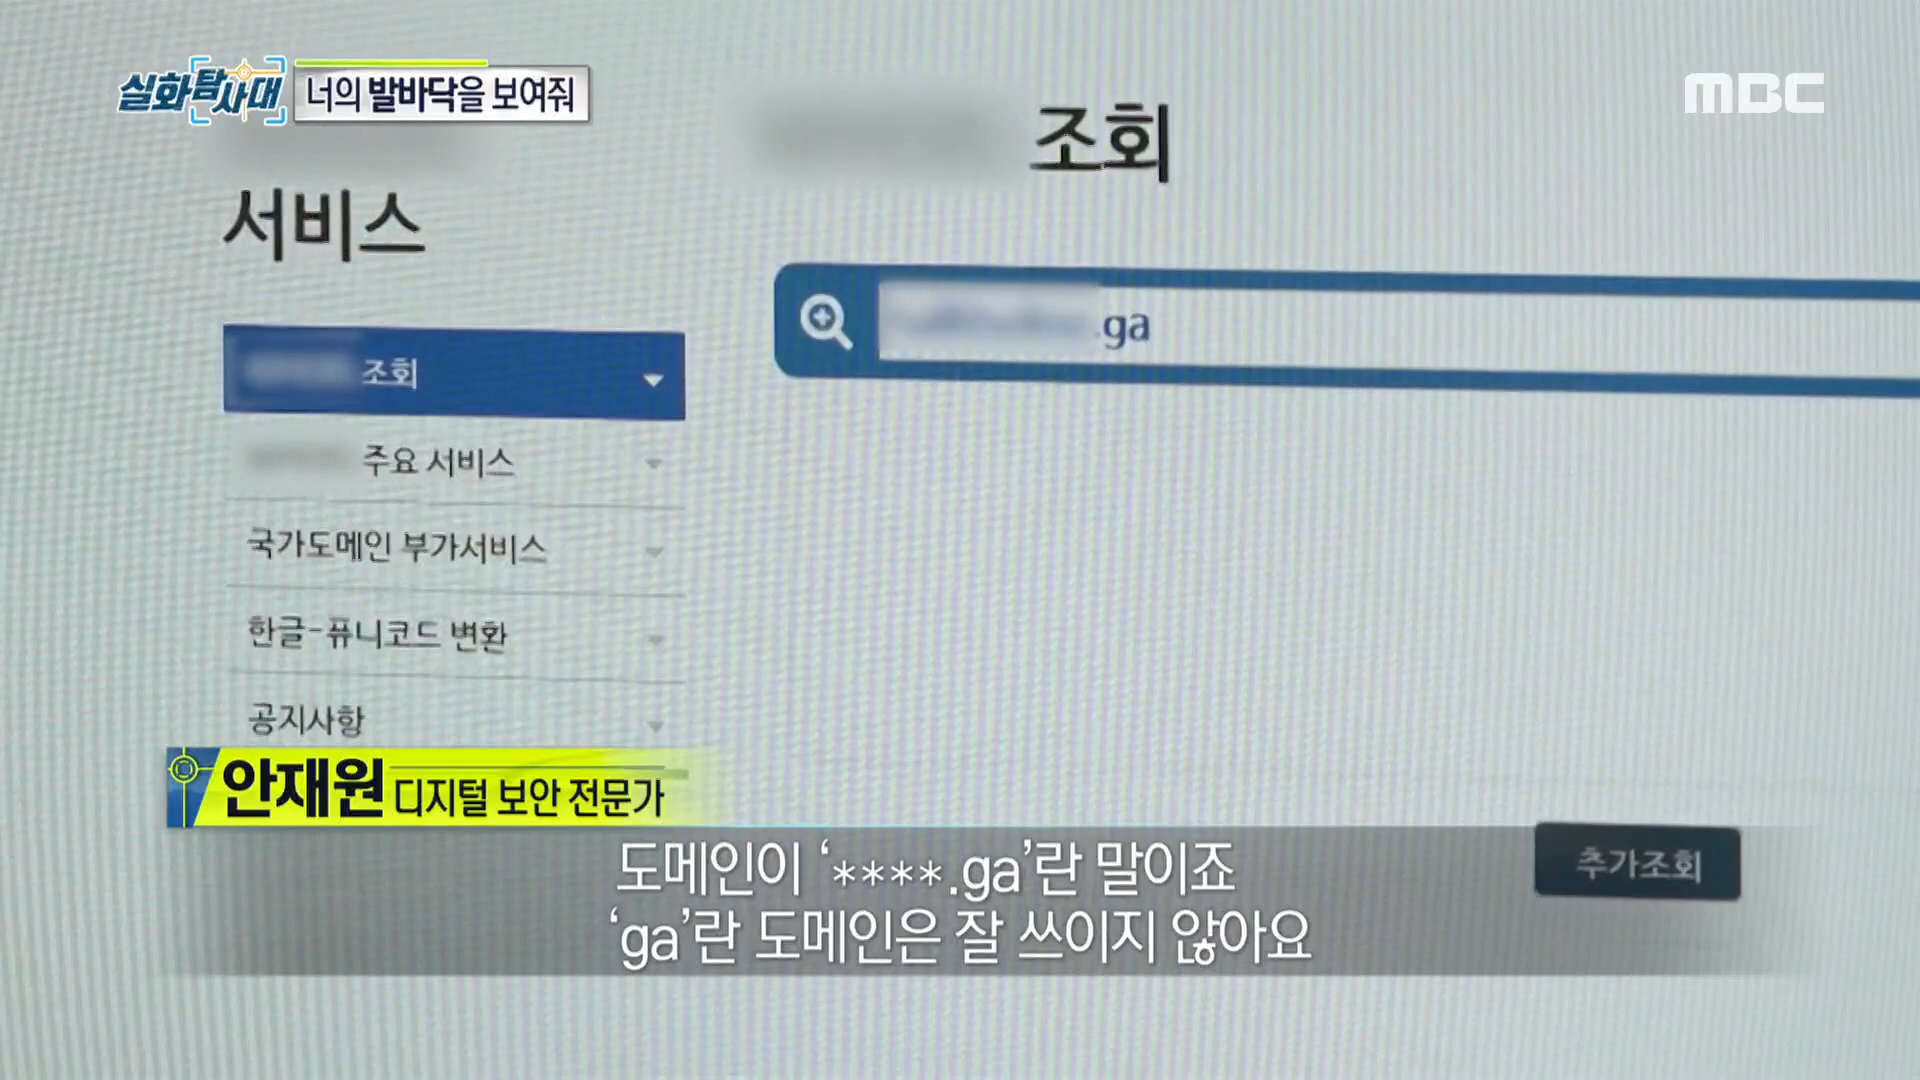 실화탐사대
너의 발바닥을 보여줘
MBC
조회
서비스
.ga
조회
주요 서비스
국가도메인 부가서비스
한글-퓨니코드 변환
공지사항
추가조회
안재원 디지털 보안 전문가
도메인이 ‘****.ga’란 말이죠
‘ga’란 도메인은 잘 쓰이지 않아요